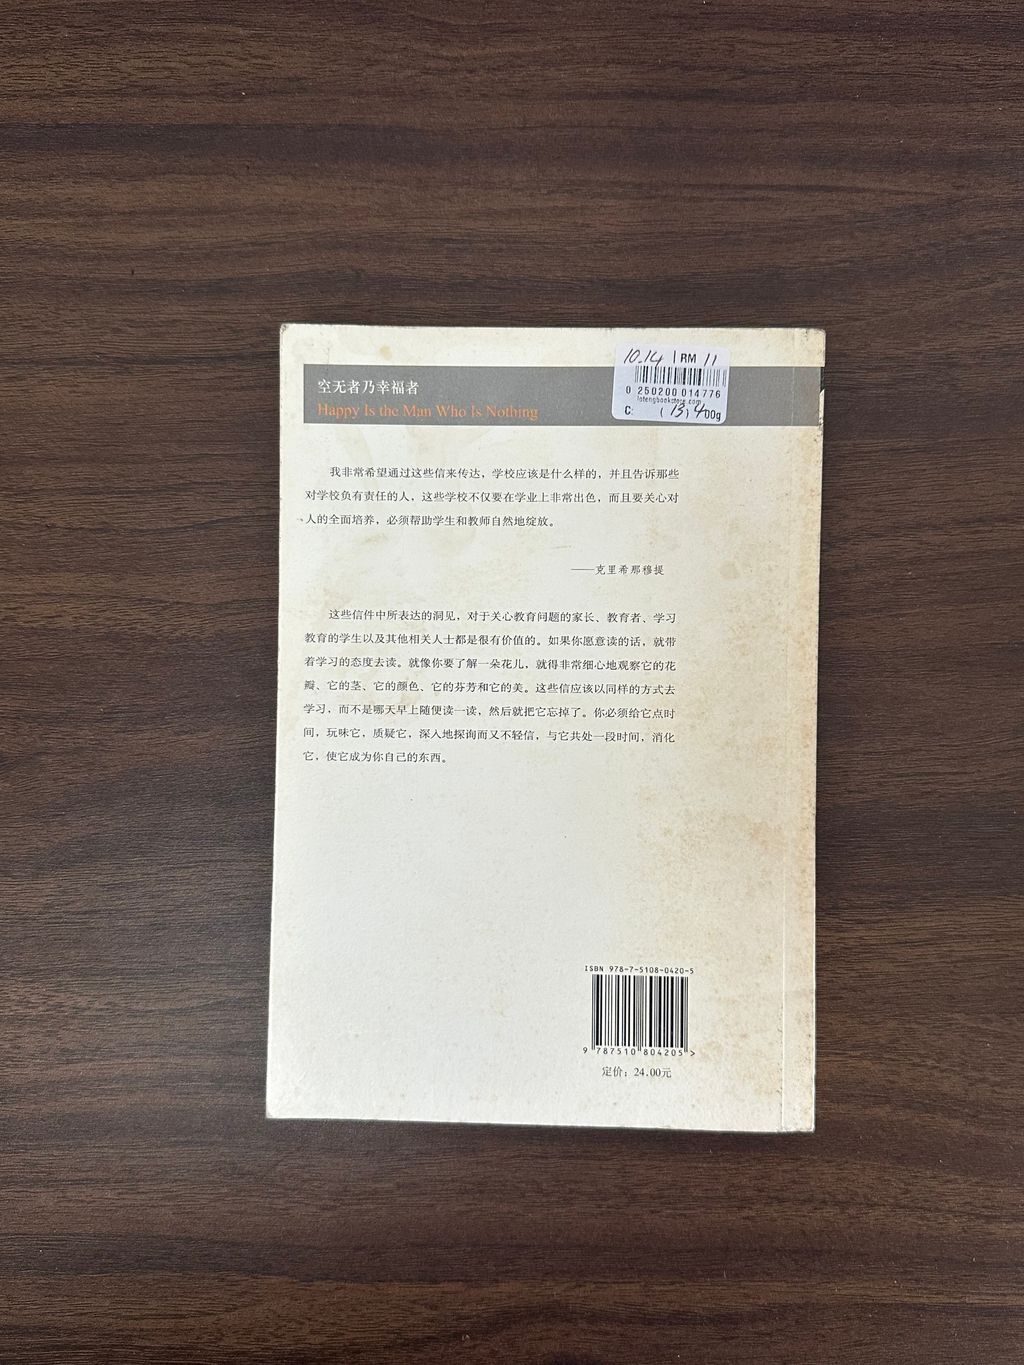 10.14 RM 11
0 250200 014776
lotengbookstore.com
C: (13) 400g
空无者乃幸福者
Happy Is the Man Who Is Nothing
我非常希望通过这些信来传达，学校应该是什么样的，并且告诉那些
对学校负有责任的人，这些学校不仅要在学业上非常出色，而且要关心对
人的全面培养，必须帮助学生和教师自然地绽放。
——克里希那穆提
这些信件中所表达的洞见，对于关心教育问题的家长、教育者、学习
教育的学生以及其他相关人士都是很有价值的。如果你愿意读的话，就带
着学习的态度去读。就像你要了解一朵花儿，就得非常细心地观察它的花
瓣、它的茎、它的颜色、它的芬芳和它的美。这些信应该以同样的方式去
学习，而不是哪天早上随便读一读，然后就把它忘掉了。你必须给它点时
间，玩味它，质疑它，深入地探询而又不轻信，与它共处一段时间，消化
它，使它成为你自己的东西。
ISBN 978-7-5108-0420-5
9 787510 804205 >
定价：24.00元